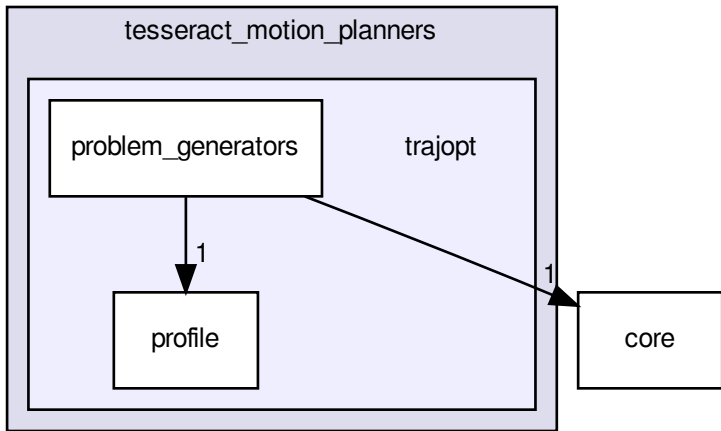 tesseract_motion_planners
problem_generators
trajopt
1
1
profile
core